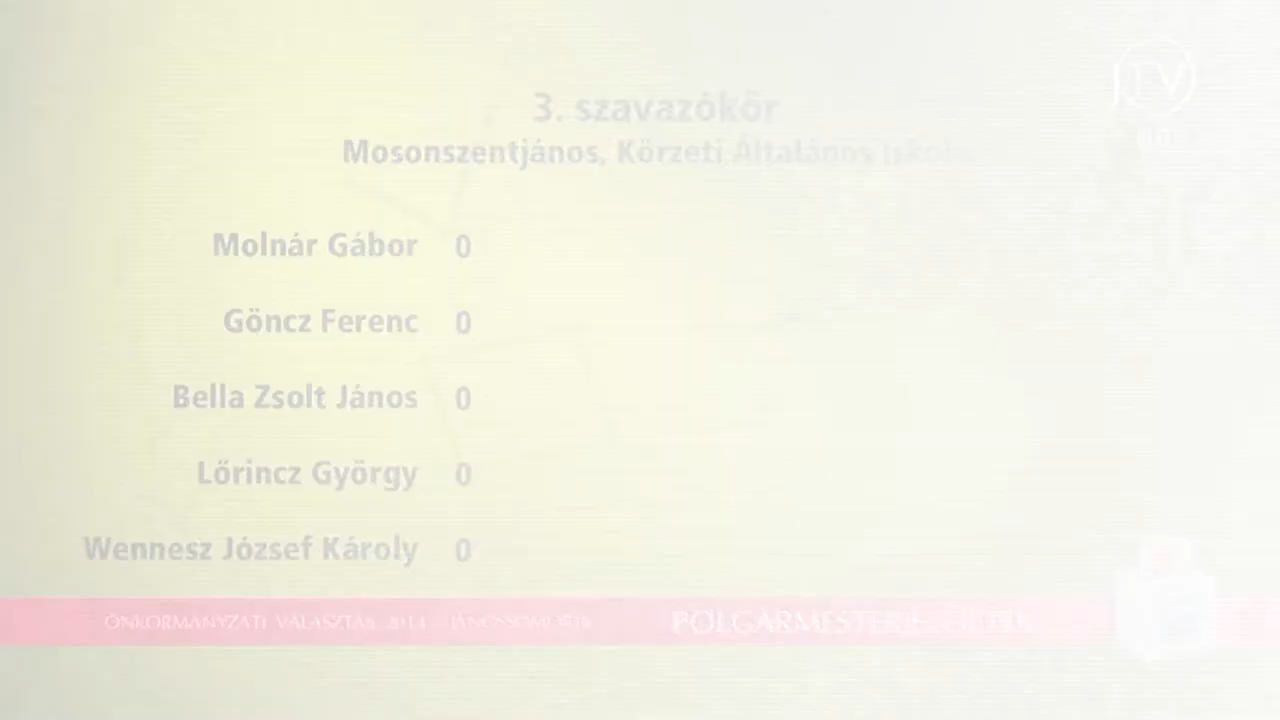 3. szavazókör
Mosonszentjános, Körzeti Általános Iskola
Molnár Gábor 0
Göncz Ferenc 0
Bella Zsolt János 0
Lőrincz György 0
Wennesz József Károly 0
ÖNKORMÁNYZATI VÁLASZTÁS 2014 JÁNOSSOMORJA